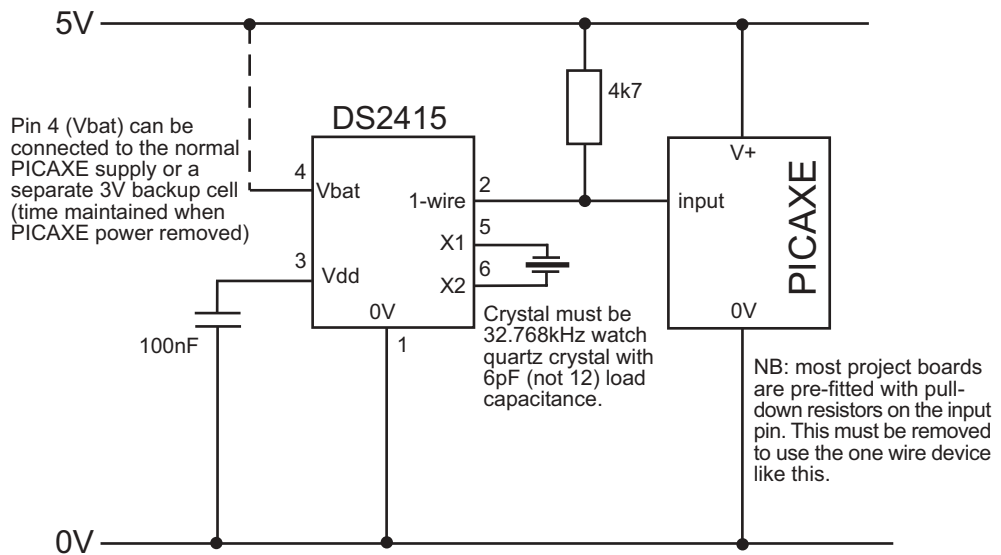 5V
4k7
DS2415
Pin 4 (Vbat) can be
connected to the normal
PICAXE supply or a
separate 3V backup cell
(time maintained when
PICAXE power removed)
4
Vbat
2
1-wire
5
X1
6
X2
3
Vdd
0V
1
100nF
V+
input
PICAXE
0V
Crystal must be
32.768kHz watch
quartz crystal with
6pF (not 12) load
capacitance.
NB: most project boards
are pre-fitted with pull-
down resistors on the input
pin. This must be removed
to use the one wire device
like this.
0V